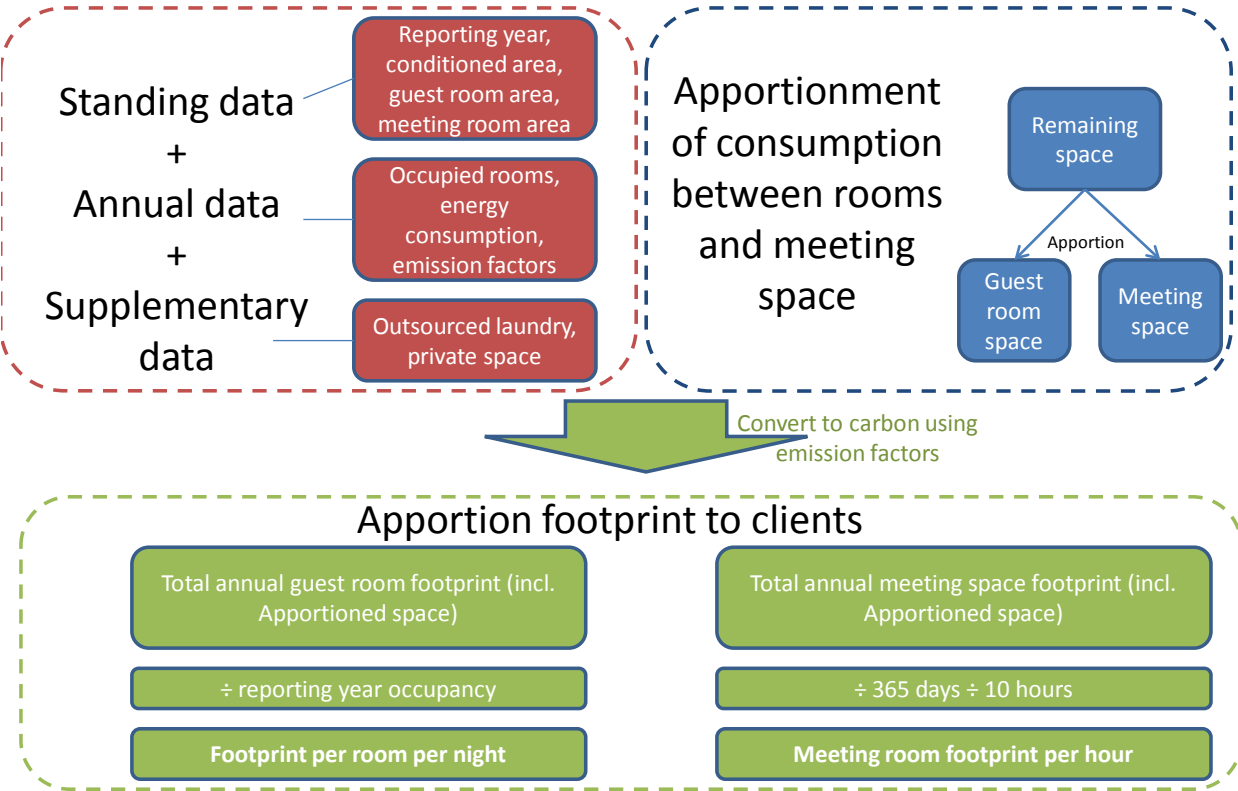 Standing data
+
Annual data
+
Supplementary
data
Reporting year,
conditioned area,
guest room area,
meeting room area
Occupied rooms,
energy
consumption,
emission factors
Outsourced laundry,
private space
Apportionment
of consumption
between rooms
and meeting
space
Remaining
space
Apportion
Guest
room
space
Meeting
space
Convert to carbon using
emission factors
Apportion footprint to clients
Total annual guest room footprint (incl.
Apportioned space)
÷ reporting year occupancy
Footprint per room per night
Total annual meeting space footprint (incl.
Apportioned space)
÷ 365 days ÷ 10 hours
Meeting room footprint per hour